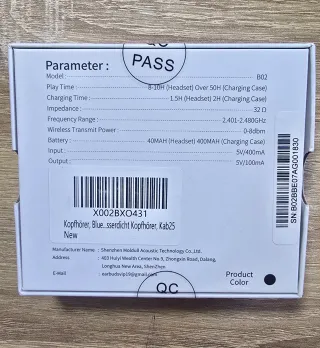 QC
PASS
Parameter :
Model : B02
Play Time : 8-10H (Headset) Over 50H (Charging Case)
Charging Time : 1.5H (Headset) 2H (Charging Case)
Impedance : 32 Ω
Frequency Range : 2.401-2.480GHz
Wireless Transmit Power : 0-8dbm
Battery : 40MAH (Headset) 400MAH (Charging Case)
Input : 5V/400mA
Output : 5V/100mA
X002BXO431
Kopfhörer, Blue...sserdicht Kopfhörer, Kab25
New
SN B02BBE07AG001830
Manufacturer Name : Shenzhen Mokduli Acoustic Technology Co.,Ltd.
Address : 403 Huiyi Wealth Center No.5, Zhongxin Road, Dalang,
Longhua New Area, ShenZhen
E-Mail : earbudsvip19@gmail.com
Product
Color
QC